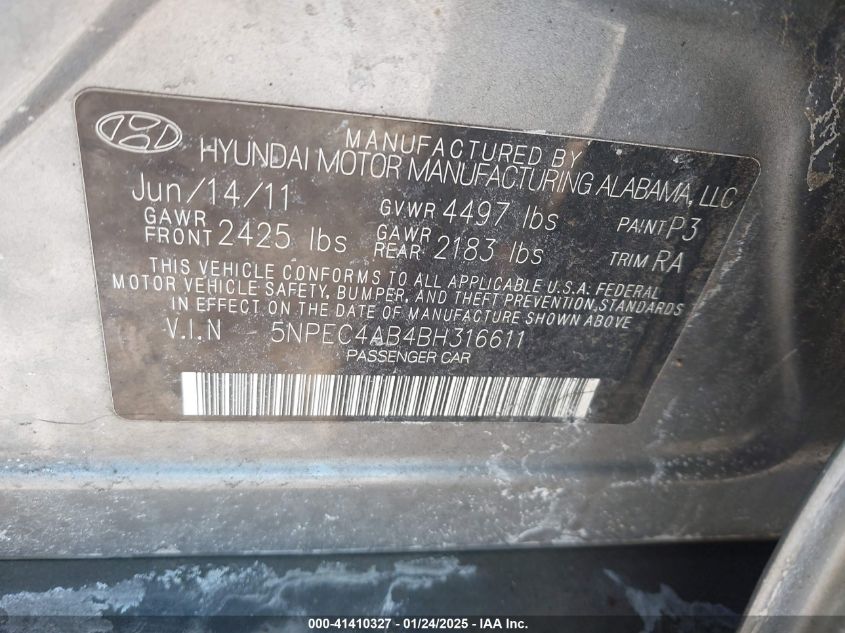 MANUFACTURED BY
HYUNDAI MOTOR MANUFACTURING ALABAMA, LLC
Jun/14/11 GVWR 4497 lbs PAINT P3
GAWR FRONT 2425 lbs GAWR REAR 2183 lbs TRIM RA
THIS VEHICLE CONFORMS TO ALL APPLICABLE U.S.A. FEDERAL
MOTOR VEHICLE SAFETY, BUMPER, AND THEFT PREVENTION STANDARDS
IN EFFECT ON THE DATE OF MANUFACTURE SHOWN ABOVE
V.I.N 5NPEC4AB4BH316611
PASSENGER CAR
000-41410327 / 01/24/2025 - IAA Inc.